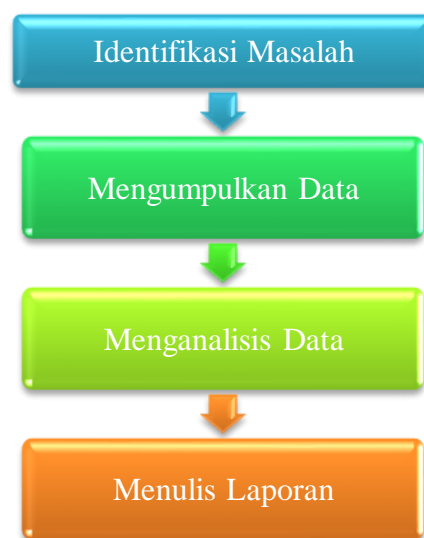 Identifikasi Masalah
Mengumpulkan Data
Menganalisis Data
Menulis Laporan